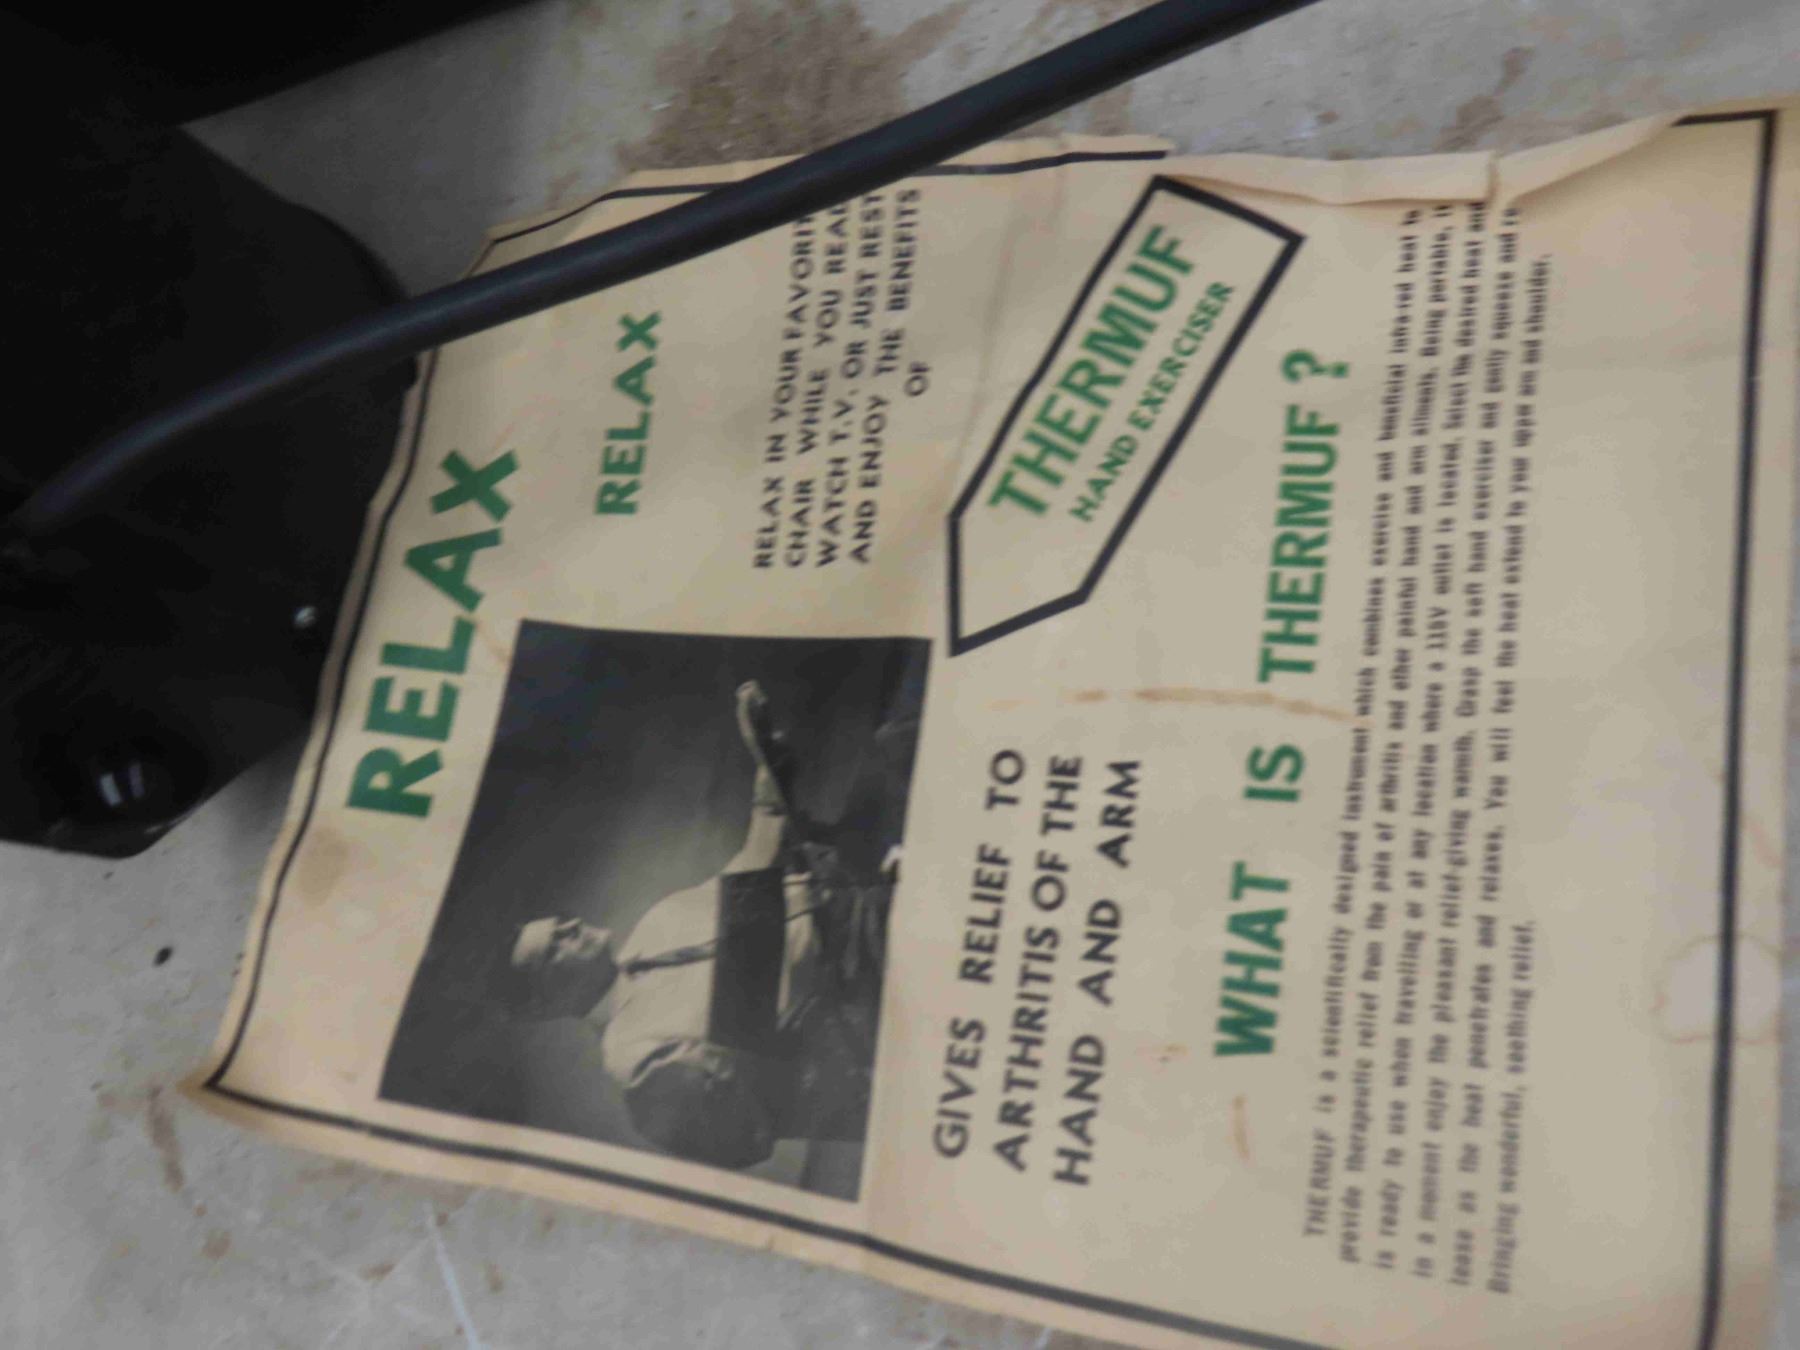 RELAX
RELAX
RELAX IN YOUR FAVORIT
CHAIR WHILE YOU READ
WATCH T.V. OR JUST REST
AND ENJOY THE BENEFITS
OF
THERMUF
HAND EXERCISER
GIVES RELIEF TO
ARTHRITIS OF THE
HAND AND ARM
WHAT IS THERMUF ?
THERMUF is a scientifically designed instrument which combines exercise and beneficial infra-red heat to
provide therapeutic relief from the pain of arthritis and other painful hand and arm ailments. Being portable, i
is ready to use when travelling or at any location where a 115V outlet is located. Select the desired heat and
in a moment enjoy the pleasant relief-giving warmth. Grasp the soft hand exerciser and gently squeeze and re
lease as the heat penetrates and relaxes. You will feel the heat extend to your upper arm and shoulder.
Bringing wonderful, soothing relief.